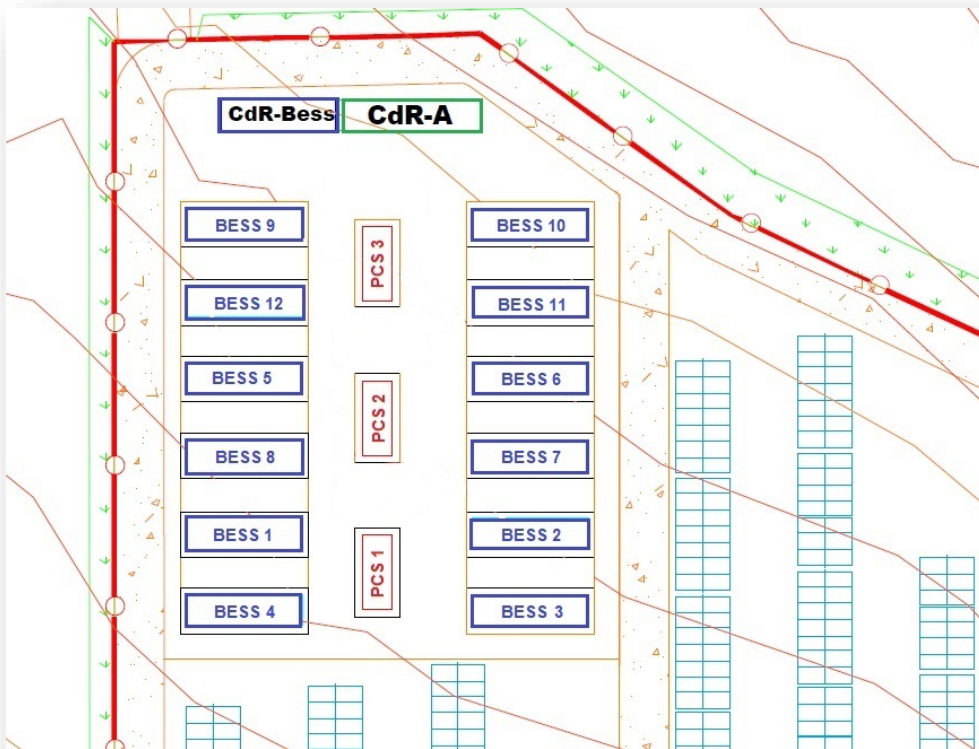 CdR-Bess CdR-A
BESS 9 BESS 10
PCS 3
BESS 12 BESS 11
BESS 5 BESS 6
PCS 2
BESS 8 BESS 7
BESS 1 BESS 2
PCS 1
BESS 4 BESS 3